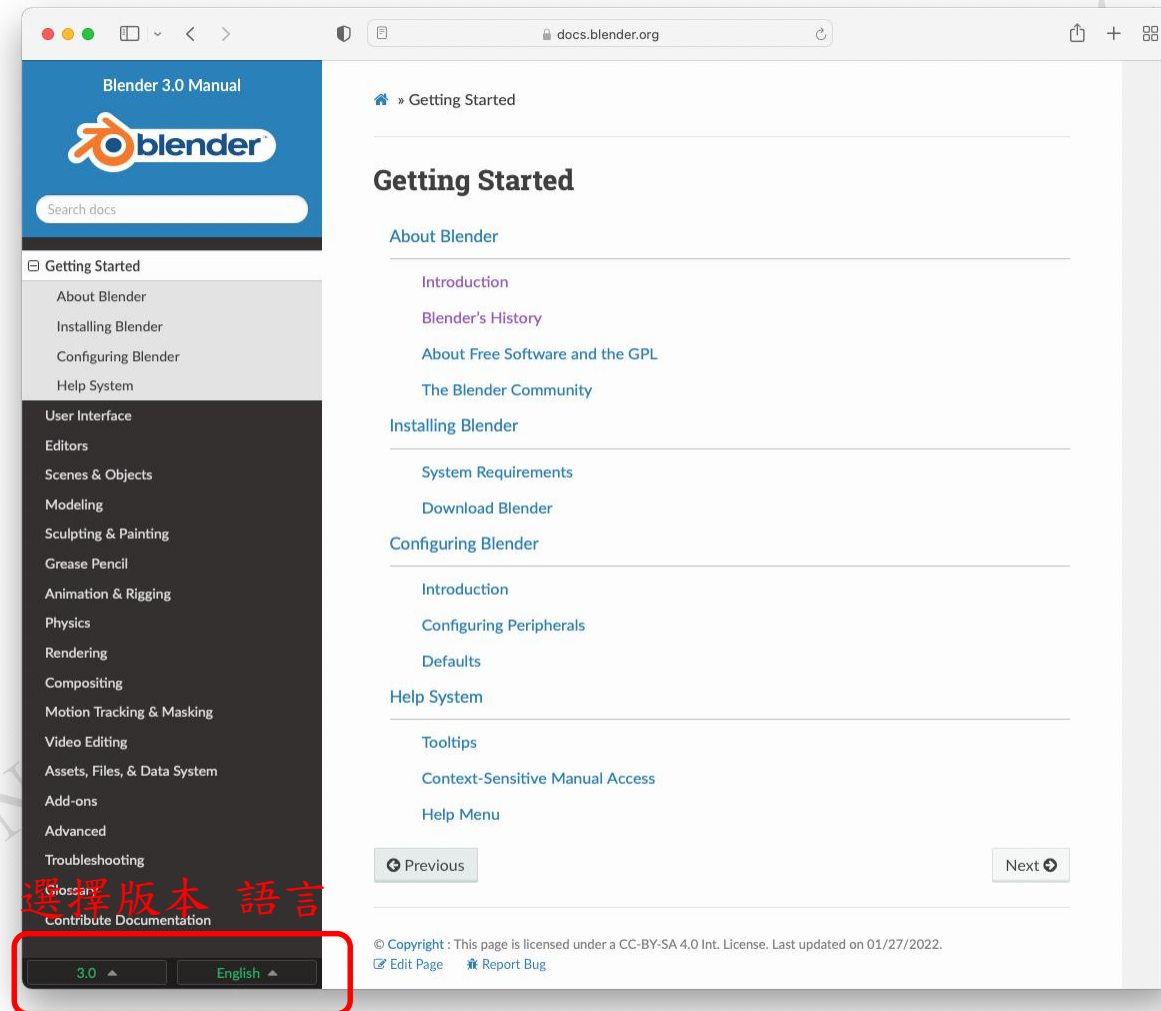 docs.blender.org
Blender 3.0 Manual
blender
Search docs
Getting Started
About Blender
Installing Blender
Configuring Blender
Help System
User Interface
Editors
Scenes & Objects
Modeling
Sculpting & Painting
Grease Pencil
Animation & Rigging
Physics
Rendering
Compositing
Motion Tracking & Masking
Video Editing
Assets, Files, & Data System
Add-ons
Advanced
Troubleshooting
Glossary
選擇版本 語言
Contribute Documentation
3.0
English
» Getting Started
Getting Started
About Blender
Introduction
Blender's History
About Free Software and the GPL
The Blender Community
Installing Blender
System Requirements
Download Blender
Configuring Blender
Introduction
Configuring Peripherals
Defaults
Help System
Tooltips
Context-Sensitive Manual Access
Help Menu
Previous
Next
© Copyright : This page is licensed under a CC-BY-SA 4.0 Int. License. Last updated on 01/27/2022.
Edit Page Report Bug